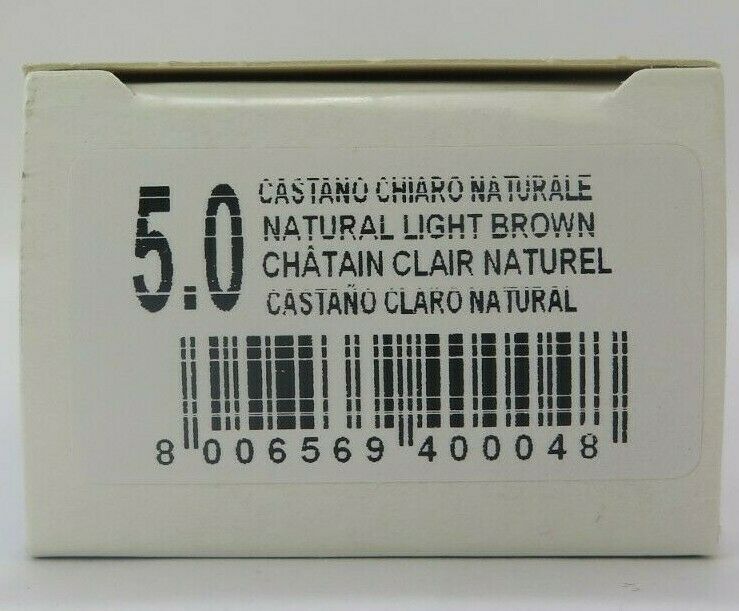 5.0
CASTANO CHIARO NATURALE
NATURAL LIGHT BROWN
CHÂTAIN CLAIR NATUREL
CASTAÑO CLARO NATURAL
8 006569 400048